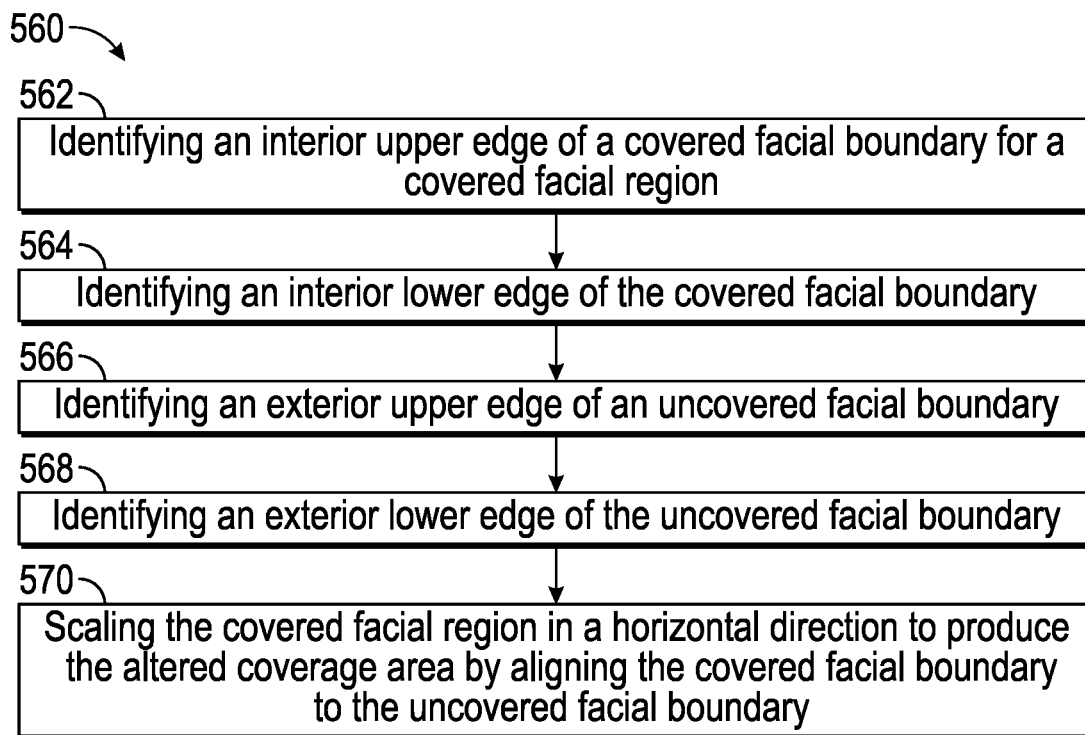 560
562
Identifying an interior upper edge of a covered facial boundary for a
covered facial region
564
Identifying an interior lower edge of the covered facial boundary
566
Identifying an exterior upper edge of an uncovered facial boundary
568
Identifying an exterior lower edge of the uncovered facial boundary
570
Scaling the covered facial region in a horizontal direction to produce
the altered coverage area by aligning the covered facial boundary
to the uncovered facial boundary